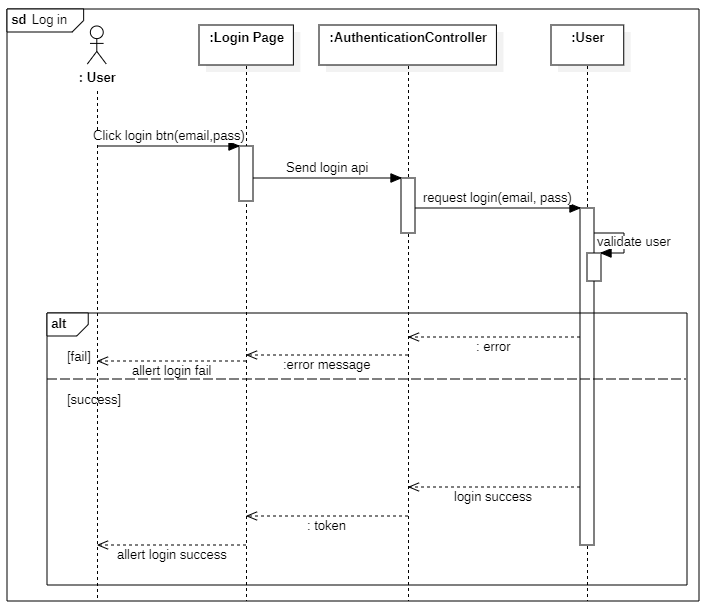 sd Log in
: User
:Login Page
:AuthenticationController
:User
Click login btn(email,pass)
Send login api
request login(email, pass)
validate user
alt
: error
[fail]
:error message
allert login fail
[success]
login success
: token
allert login success